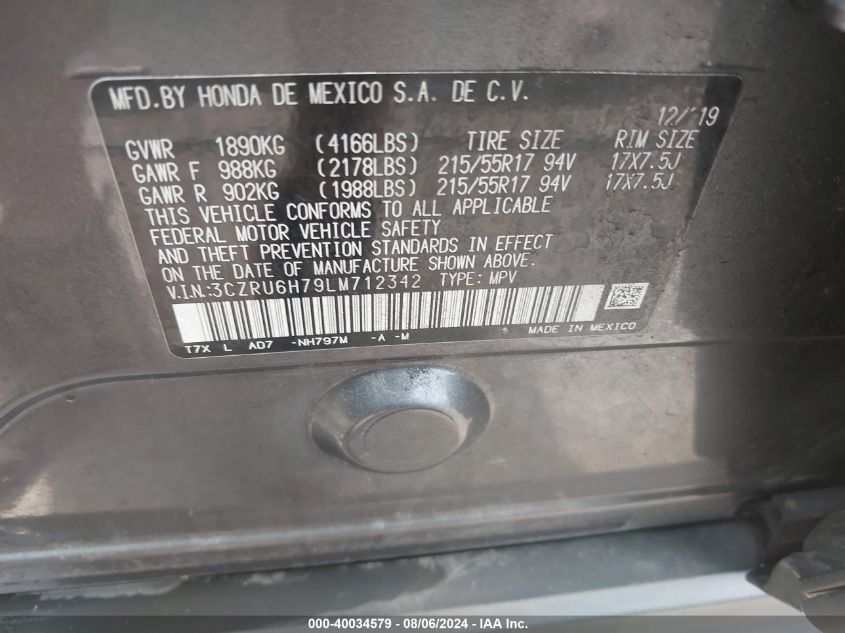 MFD.BY HONDA DE MEXICO S.A. DE C.V.
12/'19
GVWR 1890KG (4166LBS) TIRE SIZE RIM SIZE
GAWR F 988KG (2178LBS) 215/55R17 94V 17X7.5J
GAWR R 902KG (1988LBS) 215/55R17 94V 17X7.5J
THIS VEHICLE CONFORMS TO ALL APPLICABLE
FEDERAL MOTOR VEHICLE SAFETY
AND THEFT PREVENTION STANDARDS IN EFFECT
ON THE DATE OF MANUFACTURE SHOWN ABOVE.
V.I.N:3CZRU6H79LM712342 TYPE: MPV
T7X L AD7 -NH797M -A -M MADE IN MEXICO
000-40034579 - 08/06/2024 - IAA Inc.